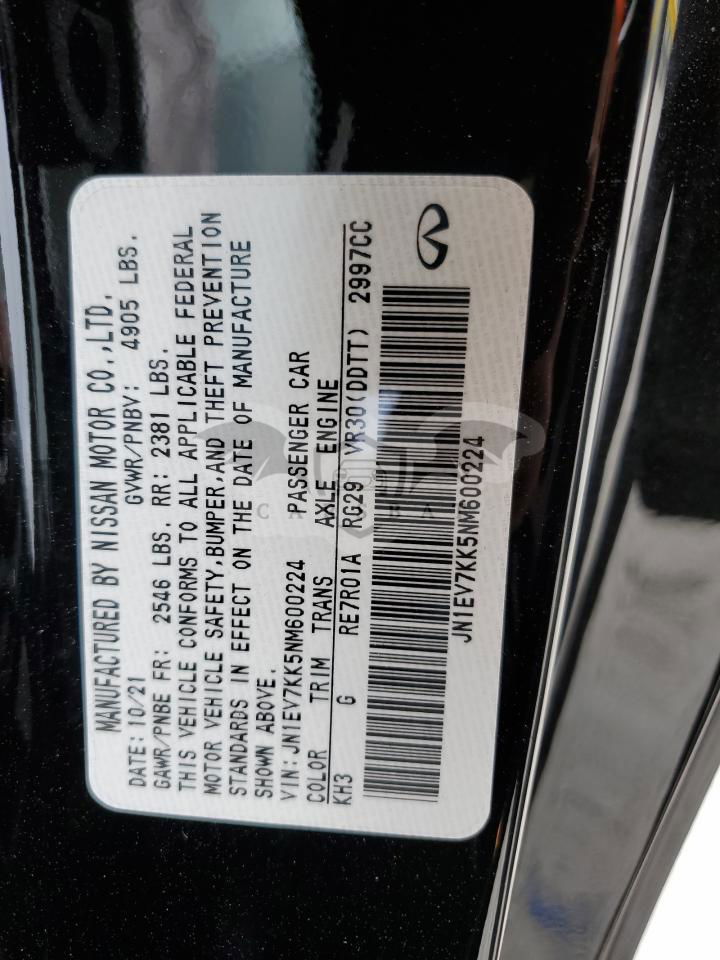 MANUFACTURED BY NISSAN MOTOR CO.,LTD.
DATE: 10/21 GVWR/PNBV: 4905 LBS.
GAWR/PNBE FR: 2546 LBS. RR: 2381 LBS.
THIS VEHICLE CONFORMS TO ALL APPLICABLE FEDERAL
MOTOR VEHICLE SAFETY,BUMPER,AND THEFT PREVENTION
STANDARDS IN EFFECT ON THE DATE OF MANUFACTURE
SHOWN ABOVE.
VIN:JN1EV7KK5NM600224 PASSENGER CAR
COLOR TRIM TRANS AXLE ENGINE
KH3 G RE7R01A RG29 VR30(DDTT) 2997CC
JN1EV7KK5NM600224